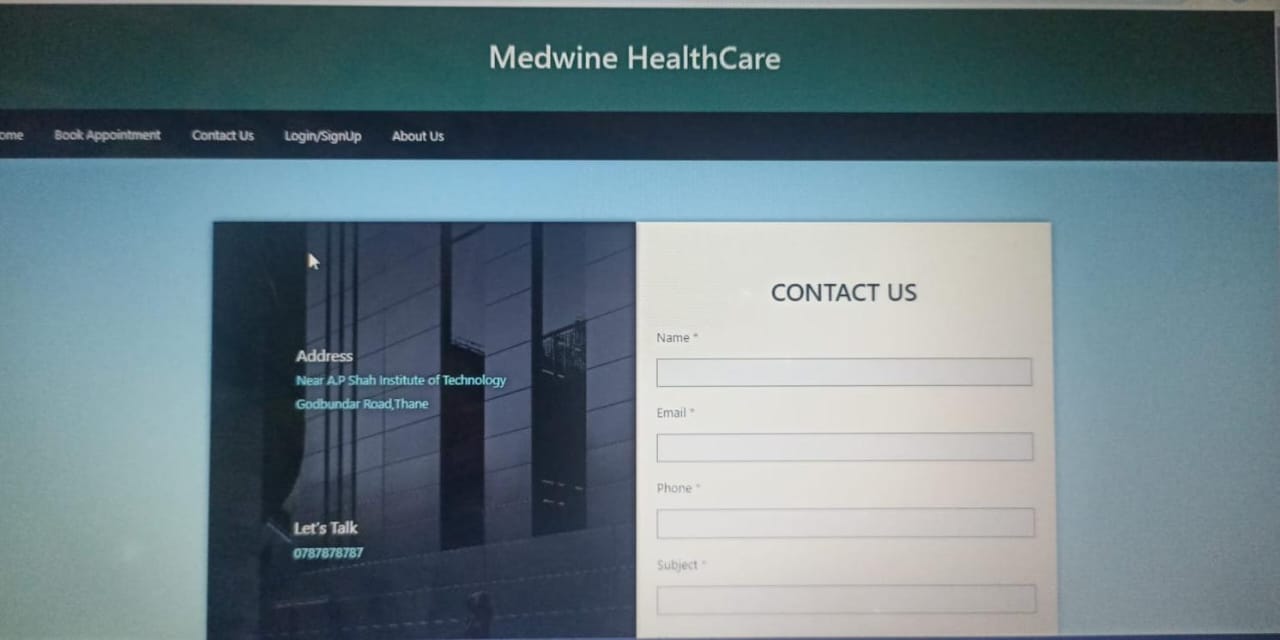 Medwine HealthCare
ome Book Appointment Contact Us Login/SignUp About Us
Address
Near A.P Shah Institute of Technology
Godbundar Road,Thane
Let's Talk
0787878787
CONTACT US
Name *
Email *
Phone *
Subject *